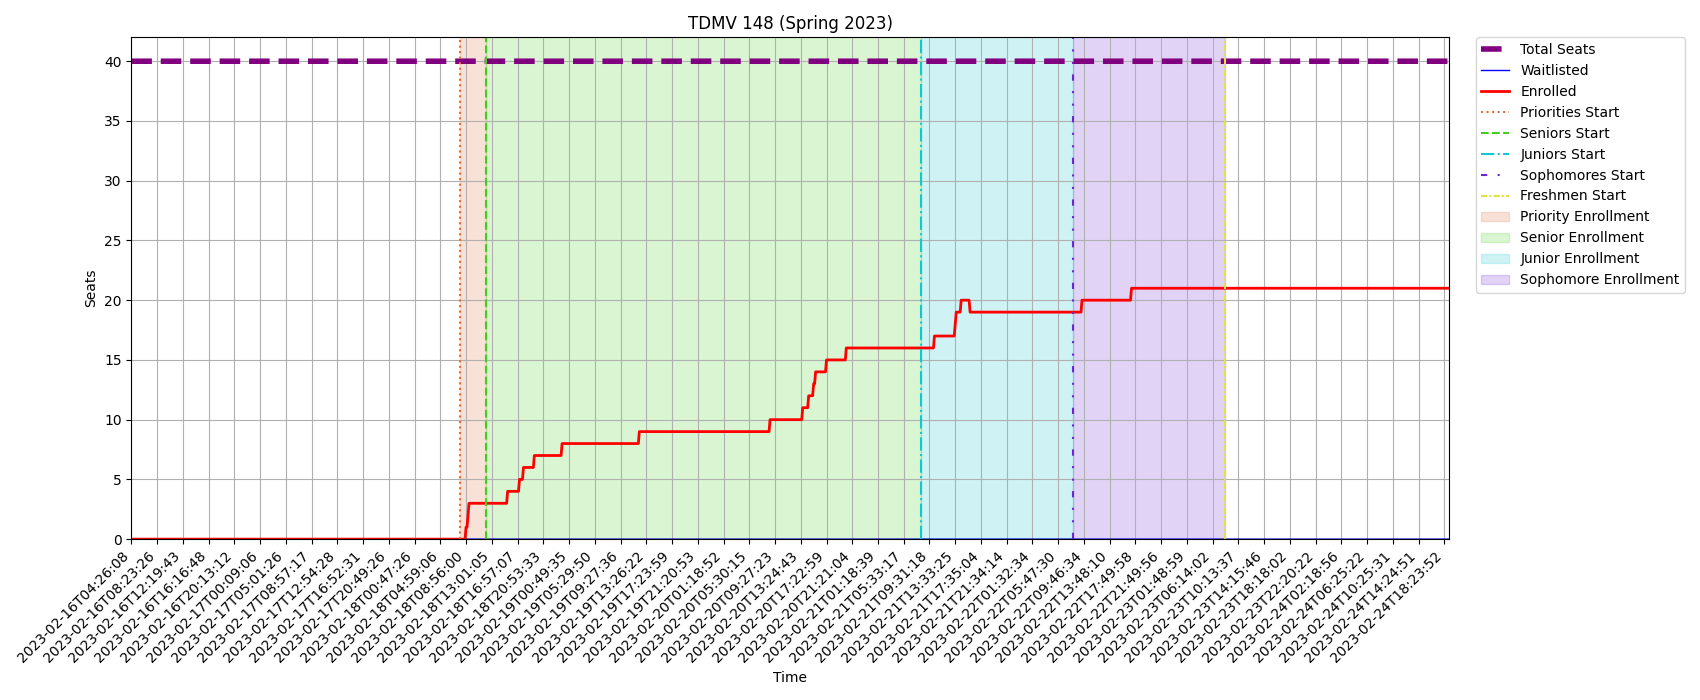 TDMV 148 (Spring 2023)
Seats
40
35
30
25
20
15
10
5
0
2023-02-16T04:26:08
2023-02-16T08:23:26
2023-02-16T12:19:43
2023-02-16T16:16:48
2023-02-16T20:13:12
2023-02-17T00:09:06
2023-02-17T05:01:26
2023-02-17T08:57:17
2023-02-17T12:54:28
2023-02-17T16:52:31
2023-02-17T20:49:26
2023-02-18T00:47:26
2023-02-18T04:59:06
2023-02-18T08:56:00
2023-02-18T13:01:05
2023-02-18T16:57:07
2023-02-18T20:53:33
2023-02-19T00:49:35
2023-02-19T05:29:50
2023-02-19T09:27:36
2023-02-19T13:26:22
2023-02-19T17:23:59
2023-02-19T21:20:53
2023-02-20T01:18:52
2023-02-20T05:30:15
2023-02-20T09:27:23
2023-02-20T13:24:43
2023-02-20T17:22:59
2023-02-20T21:21:04
2023-02-21T01:18:39
2023-02-21T05:33:17
2023-02-21T09:31:18
2023-02-21T13:33:25
2023-02-21T17:35:04
2023-02-21T21:34:14
2023-02-22T01:32:34
2023-02-22T05:47:30
2023-02-22T09:46:34
2023-02-22T13:48:10
2023-02-22T17:49:58
2023-02-22T21:49:56
2023-02-23T01:48:59
2023-02-23T06:14:02
2023-02-23T10:13:37
2023-02-23T14:15:46
2023-02-23T18:18:02
2023-02-23T22:20:22
2023-02-24T02:18:56
2023-02-24T06:25:22
2023-02-24T10:25:31
2023-02-24T14:24:51
2023-02-24T18:23:52
Time
Total Seats
Waitlisted
Enrolled
Priorities Start
Seniors Start
Juniors Start
Sophomores Start
Freshmen Start
Priority Enrollment
Senior Enrollment
Junior Enrollment
Sophomore Enrollment